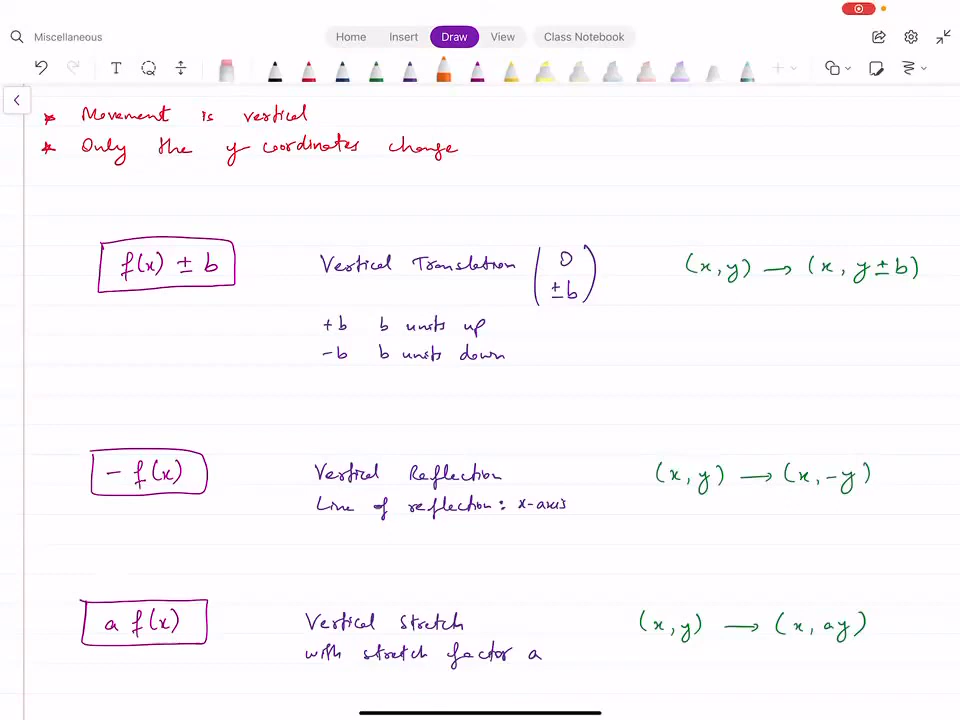 Miscellaneous
Home Insert Draw View Class Notebook
* Movement is vertical
* Only the y coordinates change
f(x) ± b Vertical Translation (0 ±b) (x, y) → (x, y ± b)
+b b units up
-b b units down
- f(x) Vertical Reflection (x, y) → (x, -y)
Line of reflection: x-axis
a f(x) Vertical Stretch (x, y) → (x, ay)
with stretch factor a